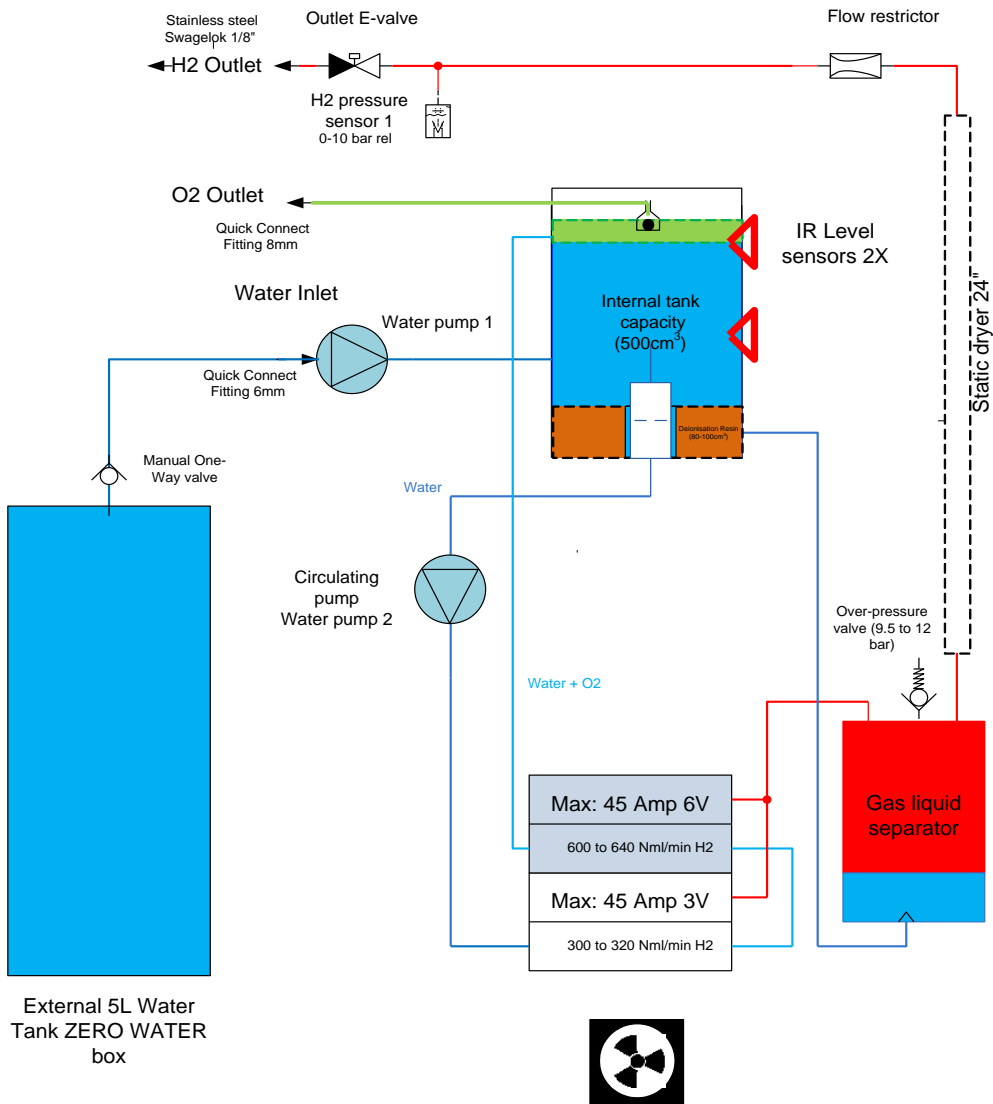 Stainless steel
Swagelok 1/8"
Outlet E-valve
Flow restrictor
H2 Outlet
H2 pressure
sensor 1
0-10 bar rel
O2 Outlet
Quick Connect
Fitting 8mm
IR Level
sensors 2X
Static dryer 24"
Water Inlet
Internal tank
capacity
(500cm³)
Water pump 1
Quick Connect
Fitting 6mm
Deionisation Resin
(80-100cm³)
Manual One-
Way valve
Water
Circulating
pump
Water pump 2
Over-pressure
valve (9.5 to 12
bar)
Water + O2
Max: 45 Amp 6V
600 to 640 Nml/min H2
Max: 45 Amp 3V
300 to 320 Nml/min H2
Gas liquid
separator
External 5L Water
Tank ZERO WATER
box